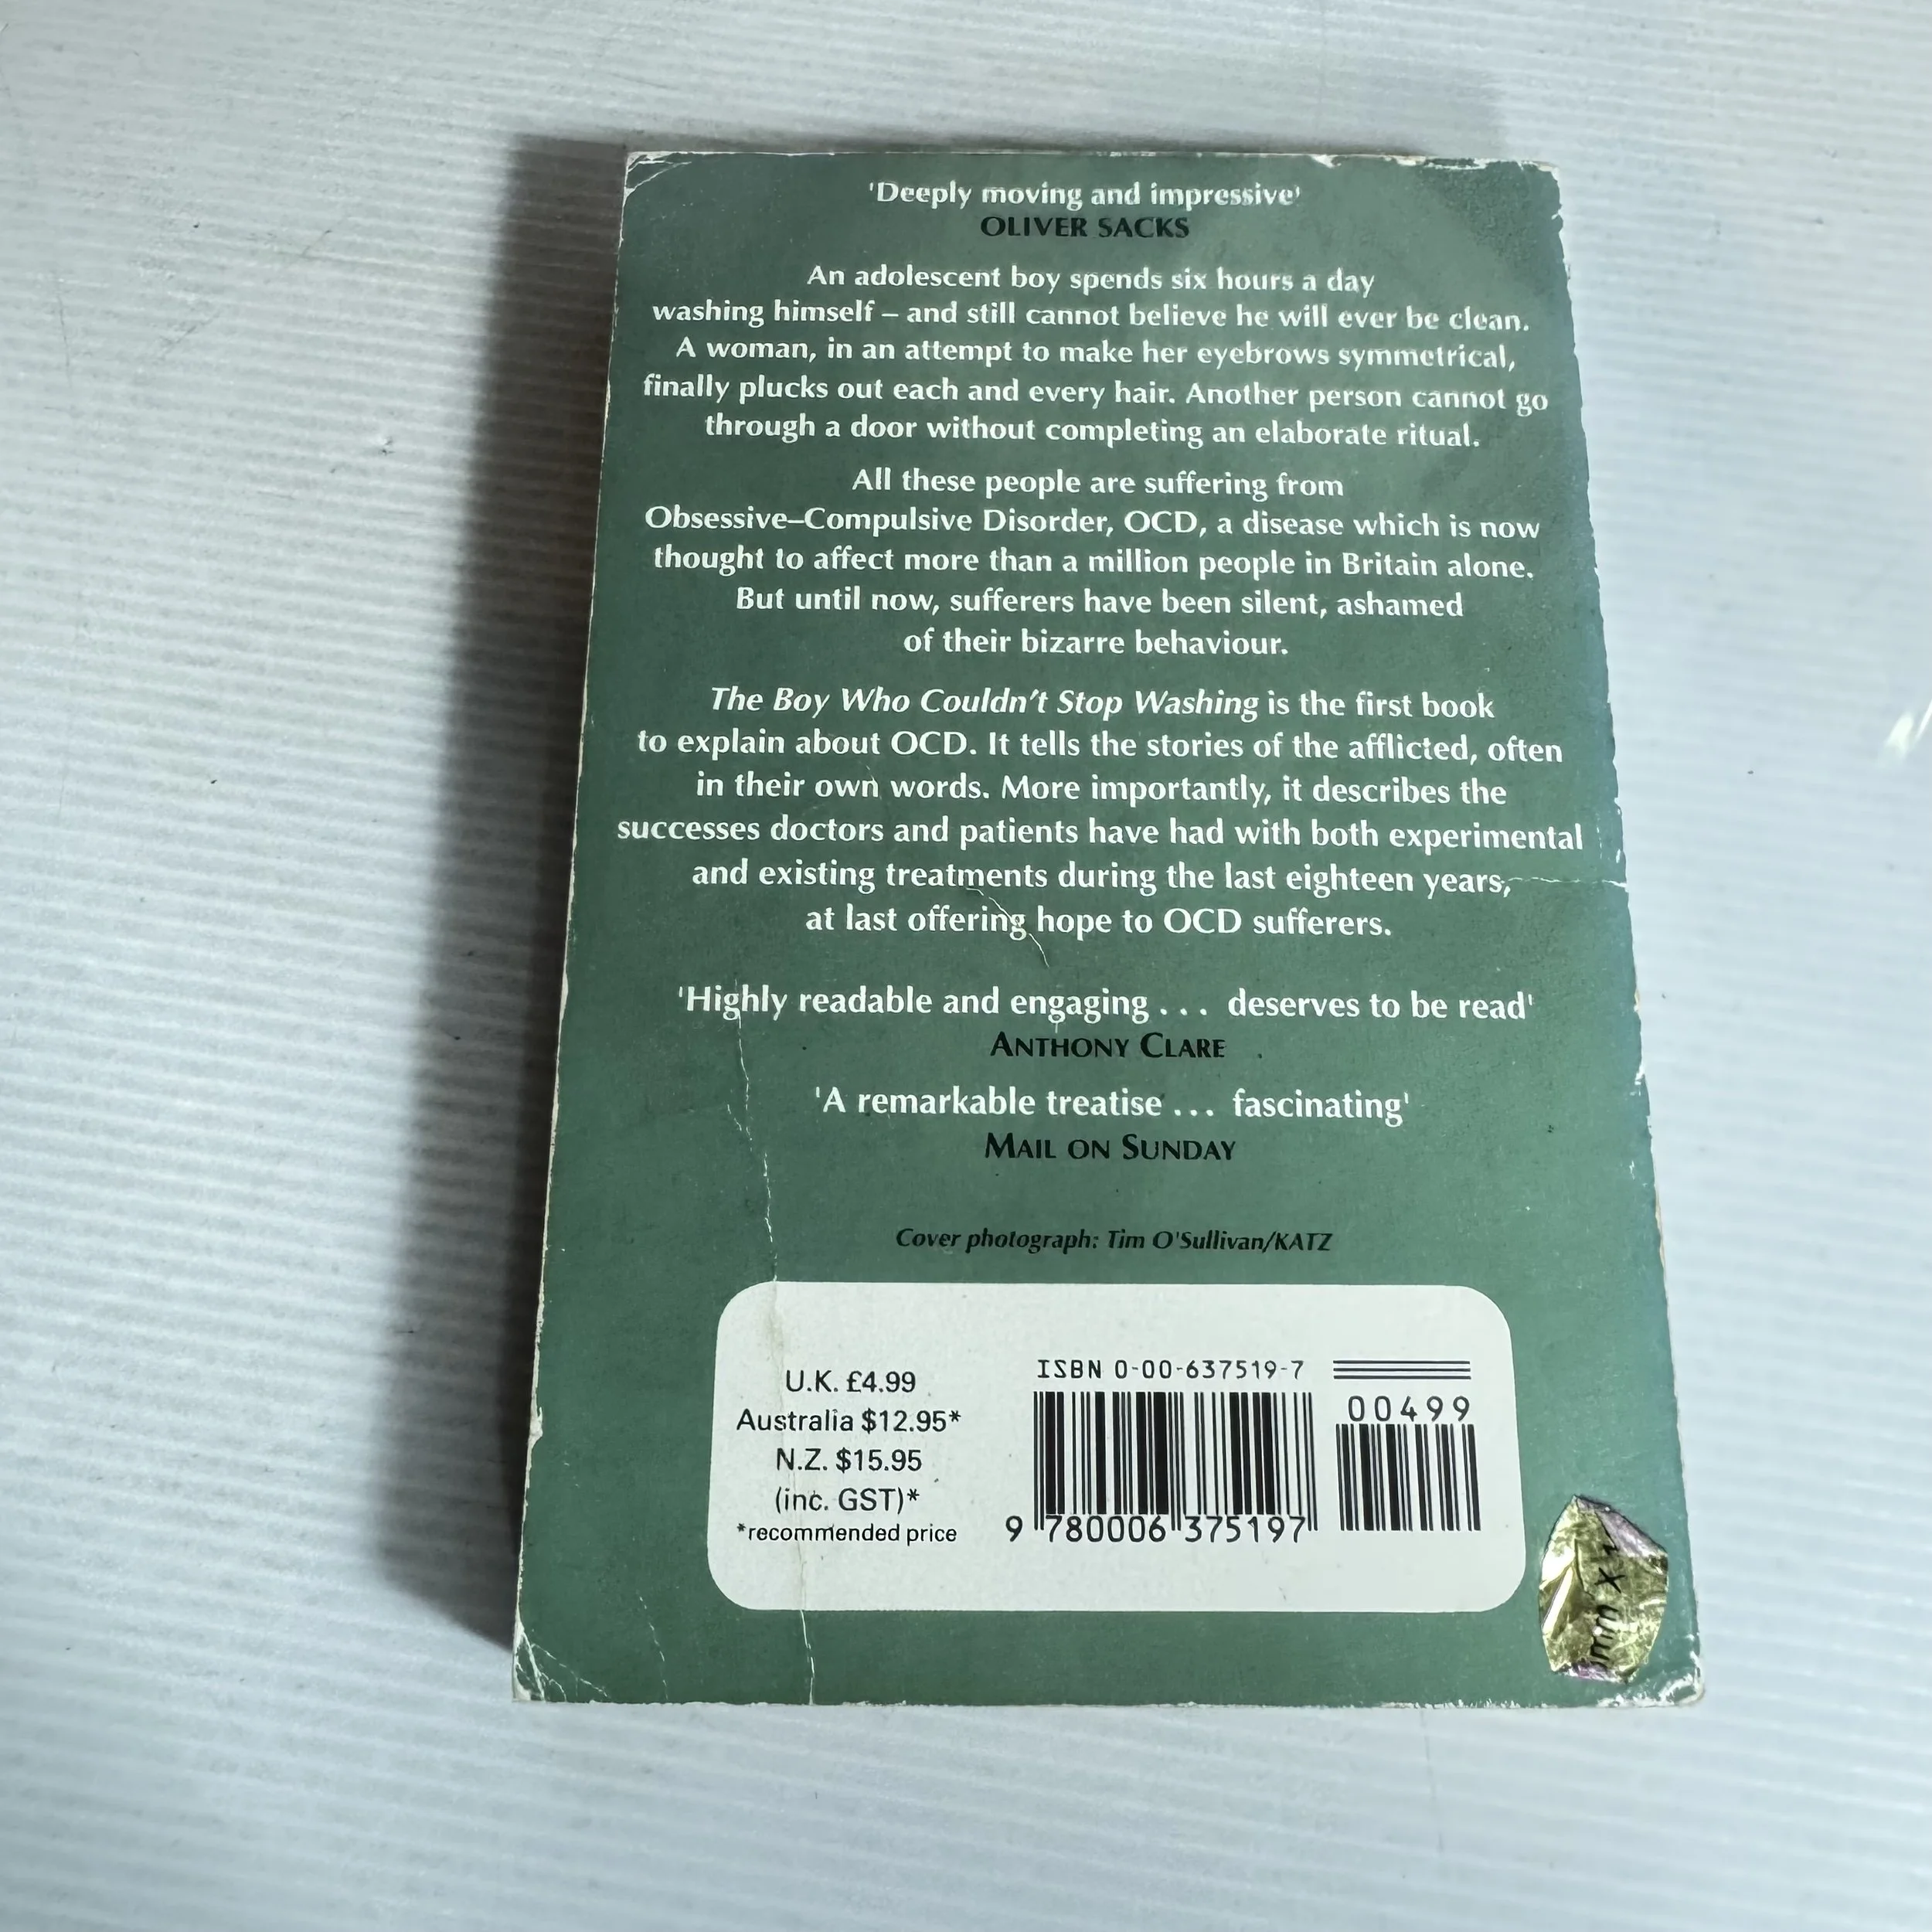 'Deeply moving and impressive'
OLIVER SACKS
An adolescent boy spends six hours a day
washing himself – and still cannot believe he will ever be clean.
A woman, in an attempt to make her eyebrows symmetrical,
finally plucks out each and every hair. Another person cannot go
through a door without completing an elaborate ritual.
All these people are suffering from
Obsessive–Compulsive Disorder, OCD, a disease which is now
thought to affect more than a million people in Britain alone.
But until now, sufferers have been silent, ashamed
of their bizarre behaviour.
The Boy Who Couldn't Stop Washing is the first book
to explain about OCD. It tells the stories of the afflicted, often
in their own words. More importantly, it describes the
successes doctors and patients have had with both experimental
and existing treatments during the last eighteen years,
at last offering hope to OCD sufferers.
'Highly readable and engaging . . . deserves to be read'
ANTHONY CLARE
'A remarkable treatise . . . fascinating'
MAIL ON SUNDAY
Cover photograph: Tim O'Sullivan/KATZ
U.K. £4.99
Australia $12.95*
N.Z. $15.95
(inc. GST)*
*recommended price
ISBN 0-00-637519-7
00499
9 780006 375197